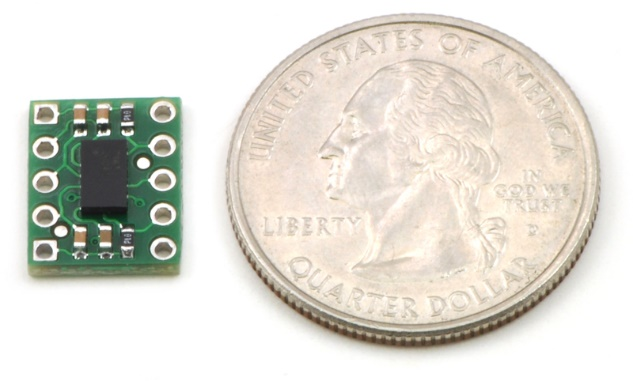 UNITED STATES OF AMERICA
IN
GOD WE
TRUST
LIBERTY
P
QUARTER DOLLAR